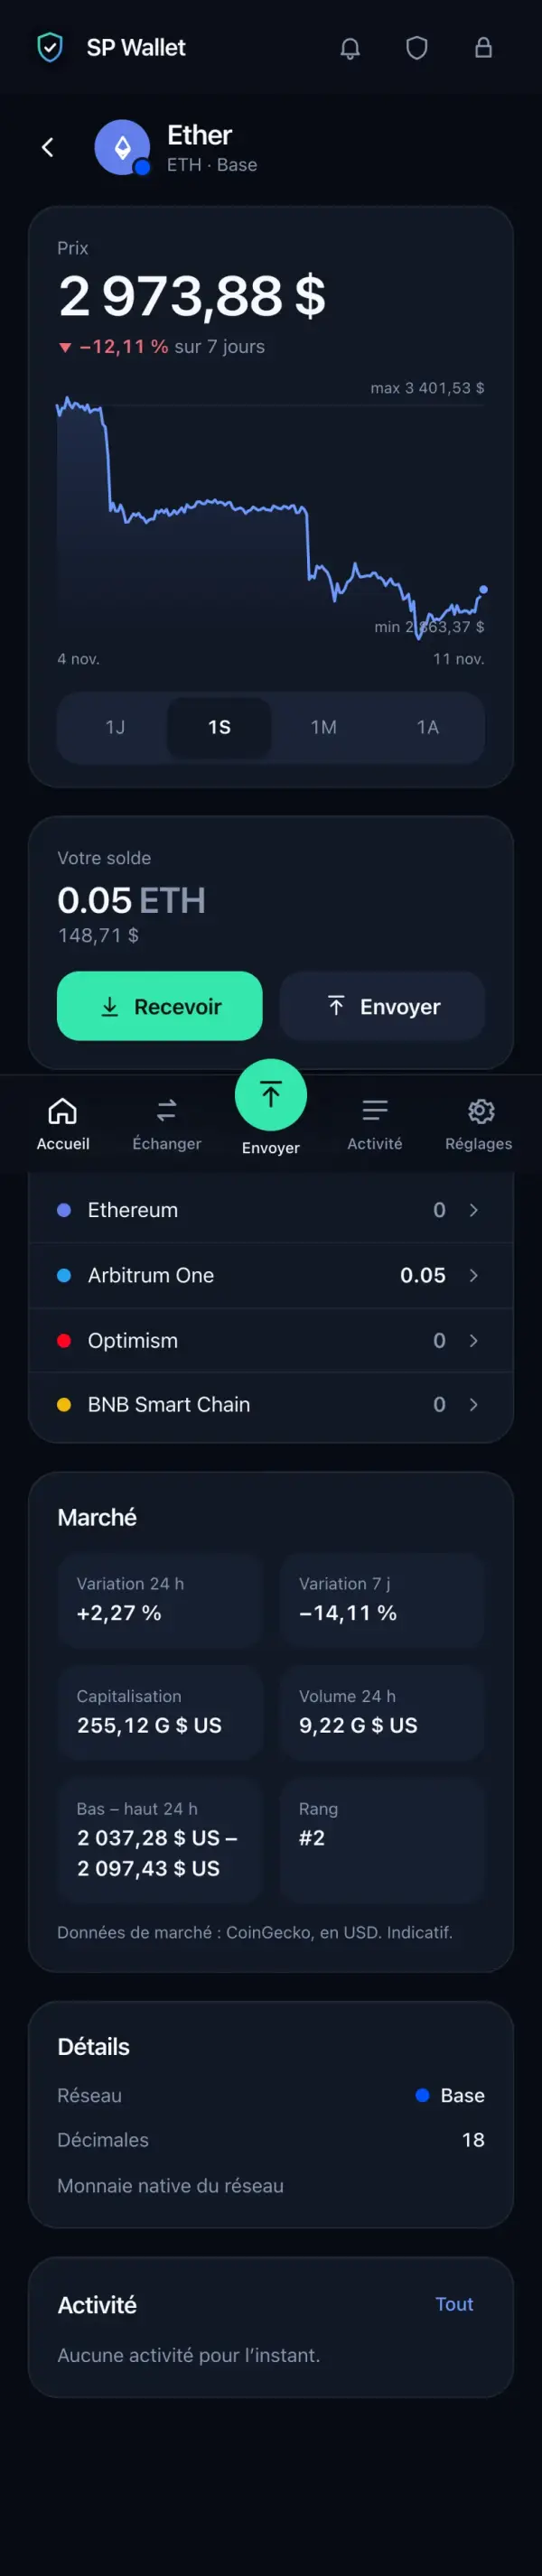 SP Wallet
Ether
ETH · Base
Prix
2 973,88 $
▼ −12,11 % sur 7 jours
max 3 401,53 $
min 2 863,37 $
4 nov.
11 nov.
1J
1S
1M
1A
Votre solde
0.05 ETH
148,71 $
Recevoir
Envoyer
Accueil
Échanger
Envoyer
Activité
Réglages
Ethereum
0
Arbitrum One
0.05
Optimism
0
BNB Smart Chain
0
Marché
Variation 24 h
+2,27 %
Variation 7 j
−14,11 %
Capitalisation
255,12 G $ US
Volume 24 h
9,22 G $ US
Bas – haut 24 h
2 037,28 $ US –
2 097,43 $ US
Rang
#2
Données de marché : CoinGecko, en USD. Indicatif.
Détails
Réseau
Base
Décimales
18
Monnaie native du réseau
Activité
Tout
Aucune activité pour l’instant.